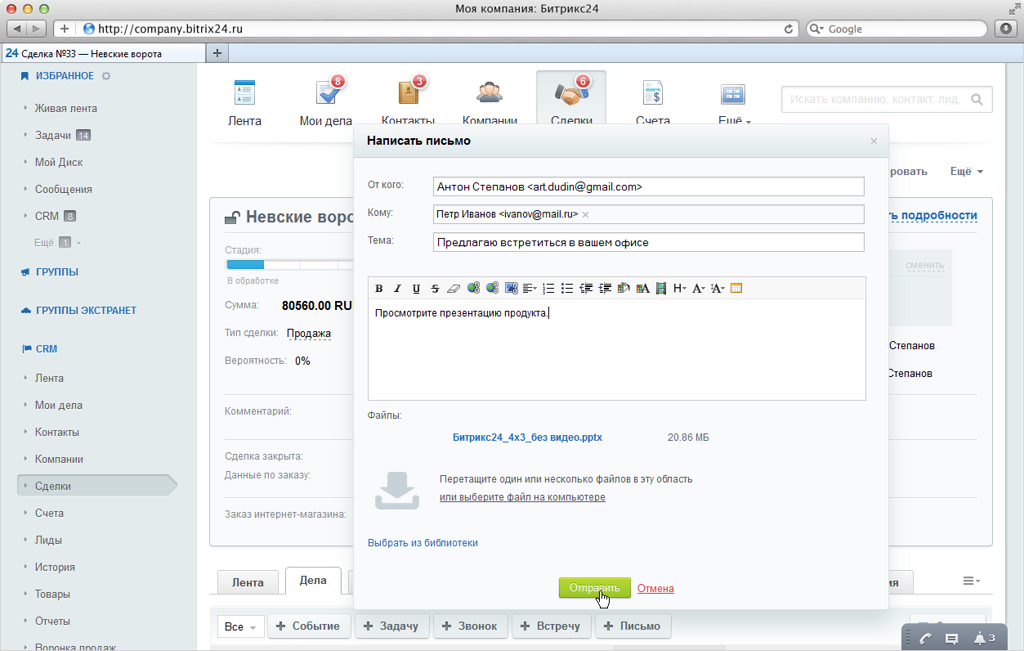 Моя компания: Битрикс24
http://company.bitrix24.ru
Google
24 Сделка №33 — Невские ворота
ИЗБРАННОЕ
Живая лента
Задачи 14
Мой Диск
Сообщения
CRM 8
Ещё 1
ГРУППЫ
ГРУППЫ ЭКСТРАНЕТ
CRM
Лента
Мои дела
Контакты
Компании
Сделки
Счета
Лиды
История
Товары
Отчеты
Воронка продаж
8
3
6
Лента
Мои дела
Контакты
Компании
Сделки
Счета
Ещё
Искать компанию, контакт, лид,
ровать
Ещё
Невские воро
ть подробности
Стадия:
В обработке
сменить
Сумма: 80560.00 RU
Тип сделки: Продажа
Вероятность: 0%
Степанов
Степанов
Комментарий:
Сделка закрыта:
Данные по заказу:
Заказ интернет-магазина:
Написать письмо
От кого: Антон Степанов <art.dudin@gmail.com>
Кому: Петр Иванов <ivanov@mail.ru>
Тема: Предлагаю встретиться в вашем офисе
Просмотрите презентацию продукта.
Файлы:
Битрикс24_4x3_без видео.pptx 20.86 МБ
Перетащите один или несколько файлов в эту область
или выберите файл на компьютере
Выбрать из библиотеки
Отправить Отмена
Лента
Дела
ия
Все
+ Событие
+ Задачу
+ Звонок
+ Встречу
+ Письмо
3